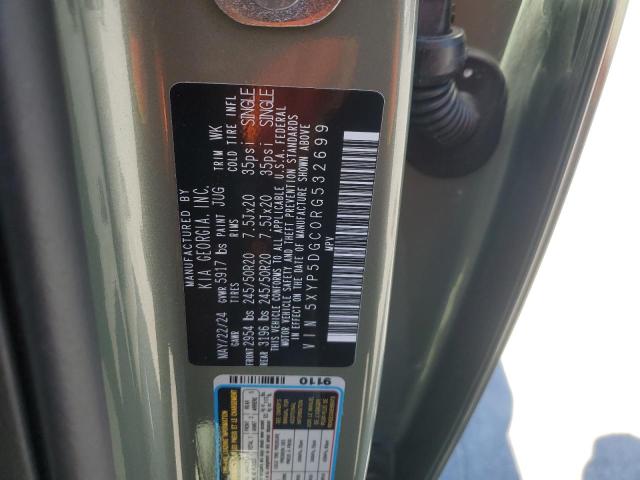 MANUFACTURED BY
KIA GEORGIA, INC.
MAY/22/24 GVWR 5917 lbs PAINT JUG TRIM WK
GAWR TIRES RIMS COLD TIRE INFL
FRONT 2954 lbs 245/50R20 7.5Jx20 35psi SINGLE
REAR 3196 lbs 245/50R20 7.5Jx20 35psi SINGLE
THIS VEHICLE CONFORMS TO ALL APPLICABLE U.S.A. FEDERAL
MOTOR VEHICLE SAFETY AND THEFT PREVENTION STANDARDS
IN EFFECT ON THE DATE OF MANUFACTURE SHOWN ABOVE
VIN 5XYP5DGC0RG532699
MPV
9110